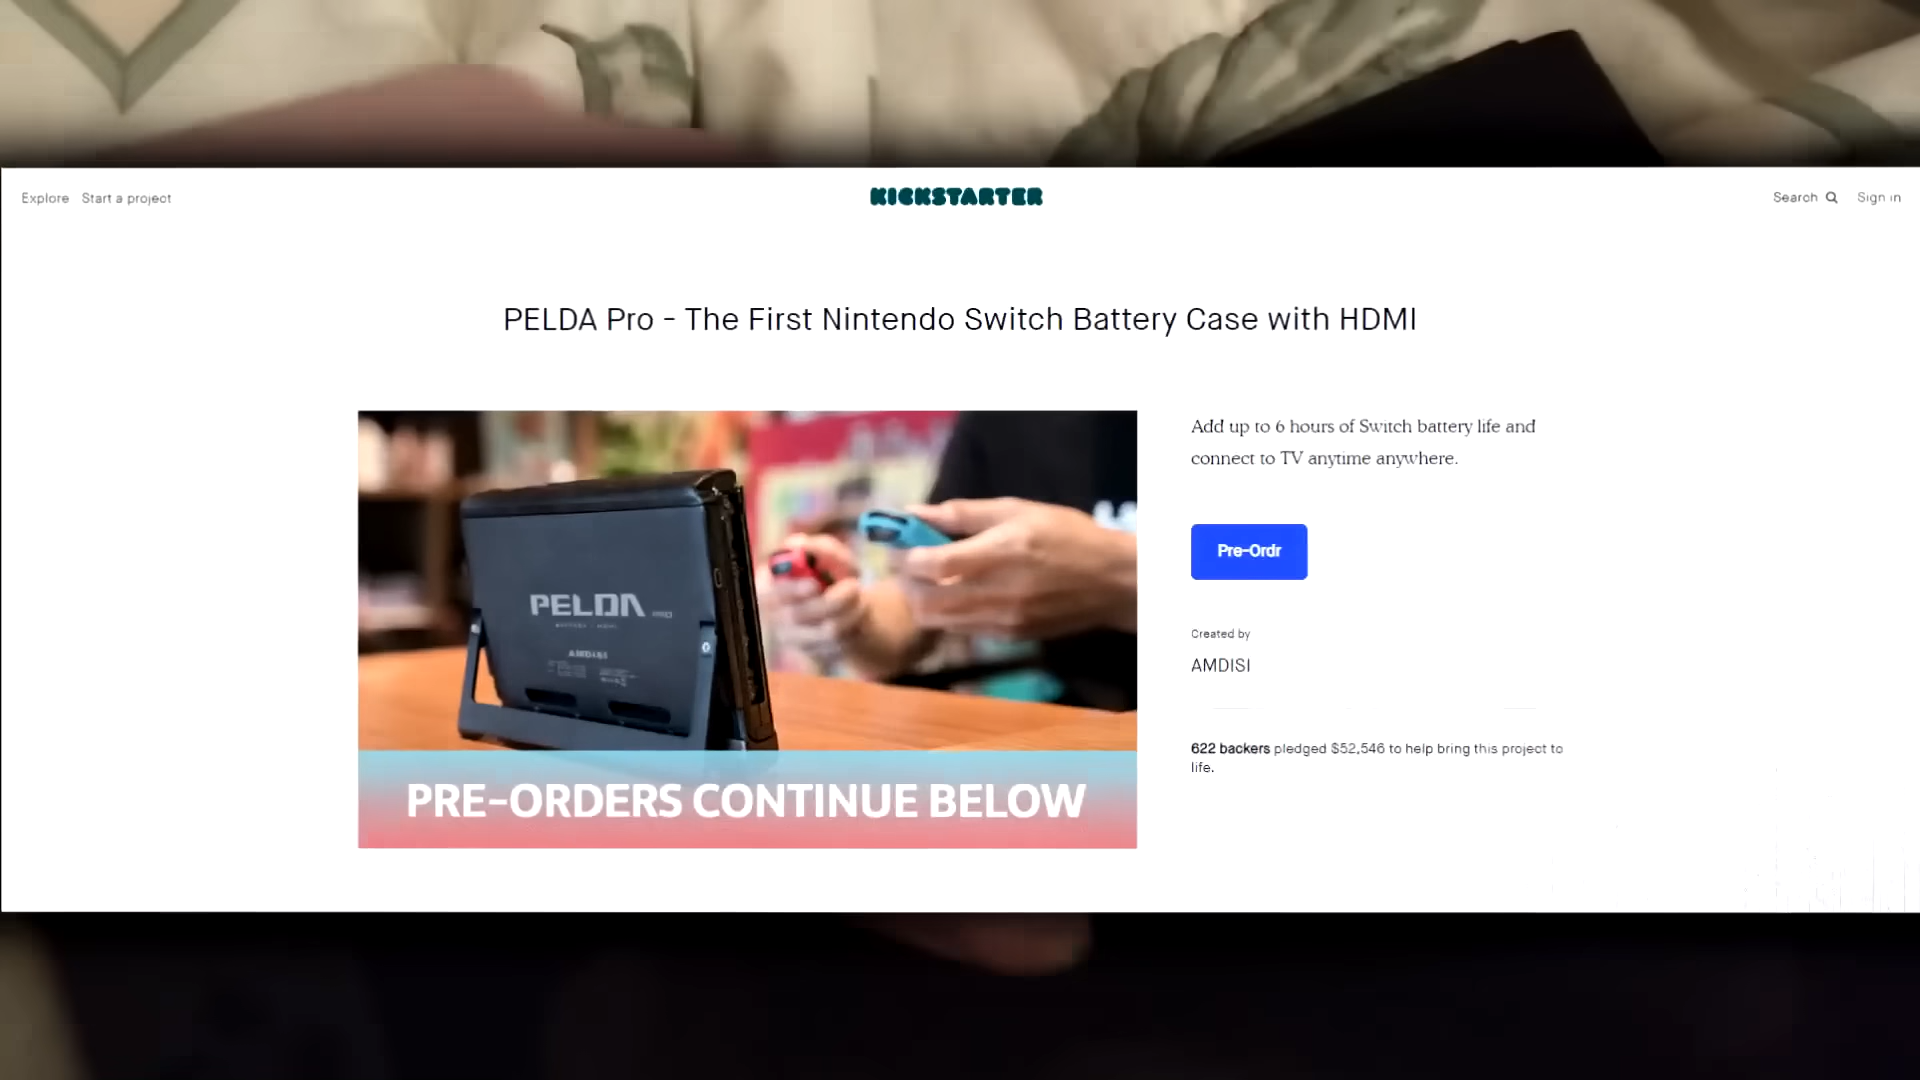 Explore Start a project
KICKSTARTER
Search Sign in
PELDA Pro - The First Nintendo Switch Battery Case with HDMI
PELDA PRO
AMDISI
PRE-ORDERS CONTINUE BELOW
Add up to 6 hours of Switch battery life and
connect to TV anytime anywhere.
Pre-Ordr
Created by
AMDISI
622 backers pledged $52,546 to help bring this project to
life.